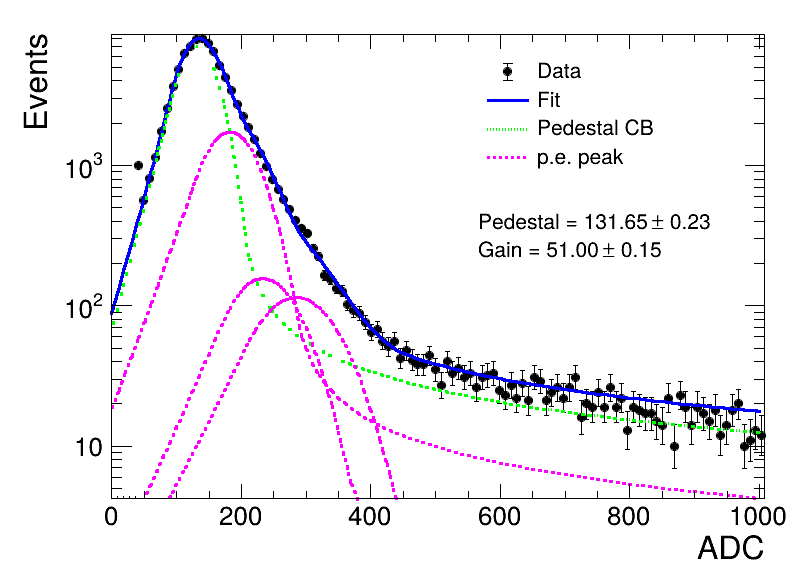 Events
Data
Fit
Pedestal CB
p.e. peak
Pedestal = 131.65 ± 0.23
Gain = 51.00 ± 0.15
10³
10²
10
0 200 400 600 800 1000
ADC